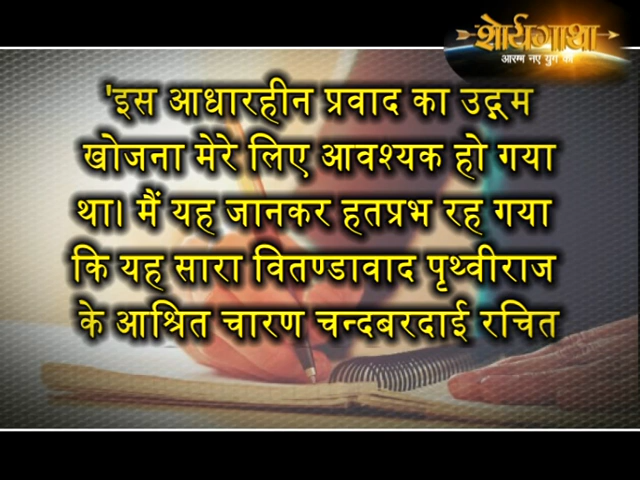 शौर्यगाथा
आरम्भ नए युग का
'इस आधारहीन प्रवाद का उद्गम
खोजना मेरे लिए आवश्यक हो गया
था। मैं यह जानकर हतप्रभ रह गया
कि यह सारा वितण्डावाद पृथ्वीराज
के आश्रित चारण चन्दबरदाई रचित